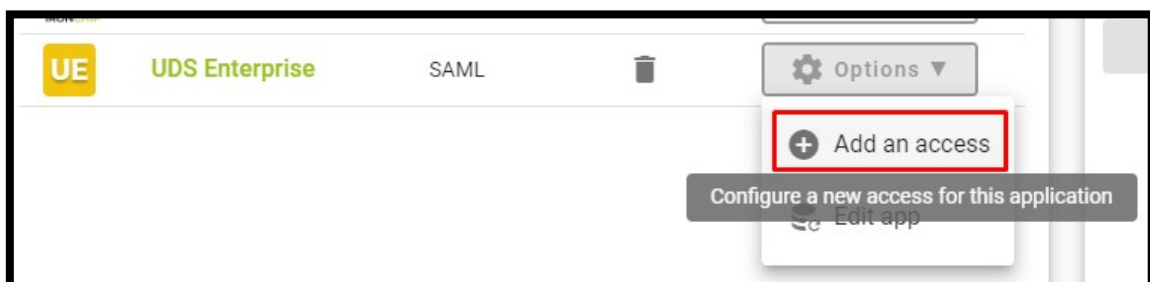 UE UDS Enterprise SAML Options ▼
Add an access
Configure a new access for this application
Edit app